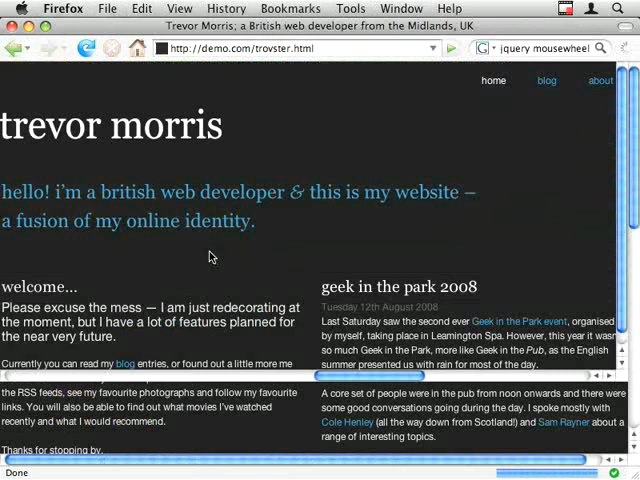 Firefox File Edit View History Bookmarks Tools Window Help
Trevor Morris; a British web developer from the Midlands, UK
http://demo.com/trovster.html
jquery mousewheel
home blog about
trevor morris
hello! i'm a british web developer & this is my website –
a fusion of my online identity.
welcome...
Please excuse the mess — I am just redecorating at
the moment, but I have a lot of features planned for
the near very future.
Currently you can read my blog entries, or found out a little more me
the RSS feeds, see my favourite photographs and follow my favourite
links. You will also be able to find out what movies I've watched
recently and what I would recommend.
Thanks for stopping by.
geek in the park 2008
Tuesday 12th August 2008
Last Saturday saw the second ever Geek in the Park event, organised
by myself, taking place in Leamington Spa. However, this year it wasn
so much Geek in the Park, more like Geek in the Pub, as the English
summer presented us with rain for most of the day.
A core set of people were in the pub from noon onwards and there were
some good conversations going during the day. I spoke mostly with
Cole Henley (all the way down from Scotland!) and Sam Rayner about a
range of interesting topics.
Done